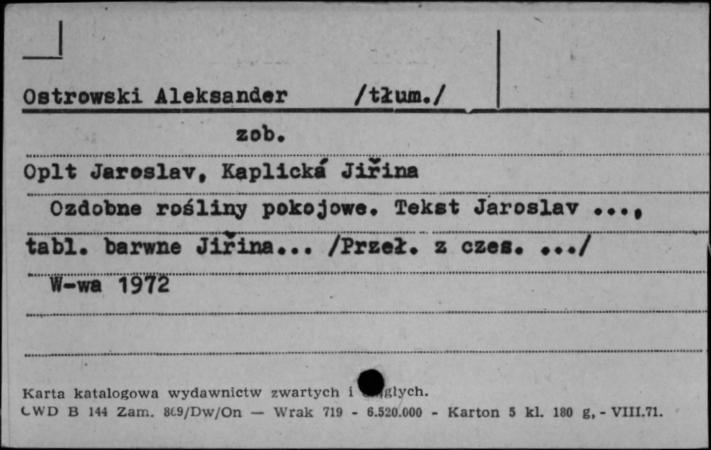 Ostrowski Aleksander /tłum./
zob.
Oplt Jaroslav, Kaplická Jiřina
Ozdobne rośliny pokojowe. Tekst Jaroslav ...,
tabl. barwne Jiřina... /Przeł. z czes. .../
W-wa 1972
Karta katalogowa wydawnictw zwartych i
CWD B 144 Zam. 869/Dw/On — Wrak 719 - 6.520.000 - Karton 5 kl. 180 g, - VIII.71.